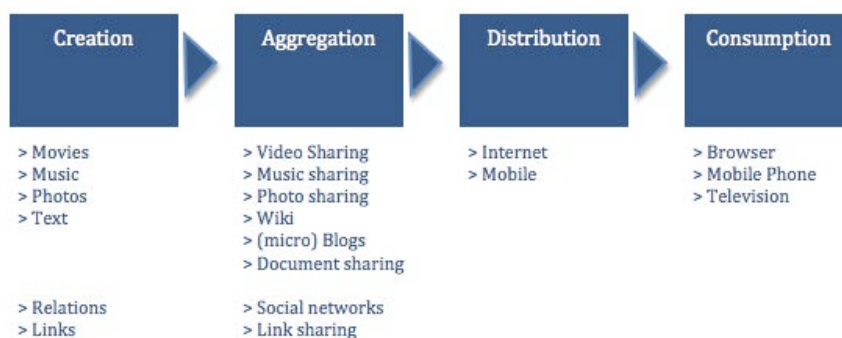 Creation
> Movies
> Music
> Photos
> Text
> Relations
> Links
Aggregation
> Video Sharing
> Music sharing
> Photo sharing
> Wiki
> (micro) Blogs
> Document sharing
> Social networks
> Link sharing
Distribution
> Internet
> Mobile
Consumption
> Browser
> Mobile Phone
> Television